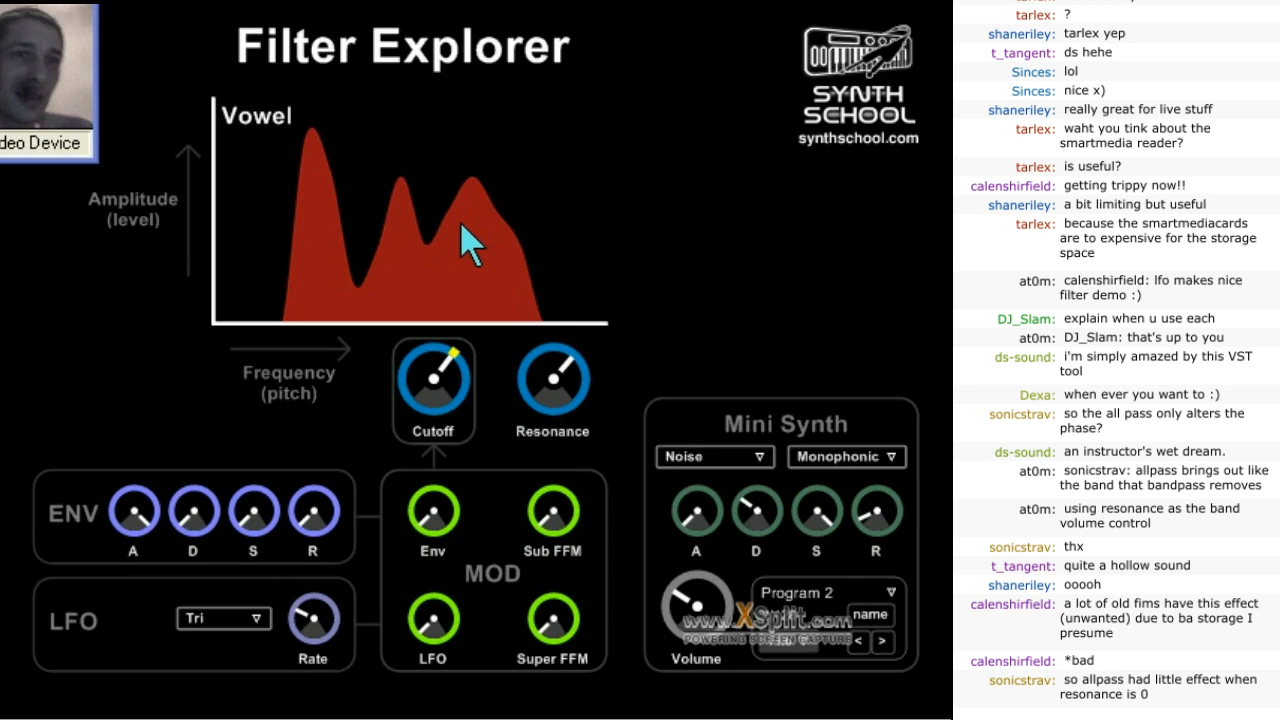 Filter Explorer
SYNTH
SCHOOL
synthschool.com
deo Device
Vowel
Amplitude
(level)
Frequency
(pitch)
Cutoff
Resonance
ENV
A
D
S
R
Env
Sub FFM
MOD
LFO
Tri
Rate
LFO
Super FFM
Mini Synth
Noise
Monophonic
A
D
S
R
Volume
Program 2
name
< >
www.XSplit.com
POWERING SCREEN CAPTURE
tarlex: ?
shaneriley: tarlex yep
t_tangent: ds hehe
Sinces: lol
Sinces: nice x)
shaneriley: really great for live stuff
tarlex: waht you tink about the
smartmedia reader?
tarlex: is useful?
calenshirfield: getting trippy now!!
shaneriley: a bit limiting but useful
tarlex: because the smartmediacards
are to expensive for the storage
space
at0m: calenshirfield: lfo makes nice
filter demo :)
DJ_Slam: explain when u use each
at0m: DJ_Slam: that's up to you
ds-sound: i'm simply amazed by this VST
tool
Dexa: when ever you want to :)
sonicstrav: so the all pass only alters the
phase?
ds-sound: an instructor's wet dream.
at0m: sonicstrav: allpass brings out like
the band that bandpass removes
at0m: using resonance as the band
volume control
sonicstrav: thx
t_tangent: quite a hollow sound
shaneriley: ooooh
calenshirfield: a lot of old fims have this effect
(unwanted) due to ba storage I
presume
calenshirfield: *bad
sonicstrav: so allpass had little effect when
resonance is 0